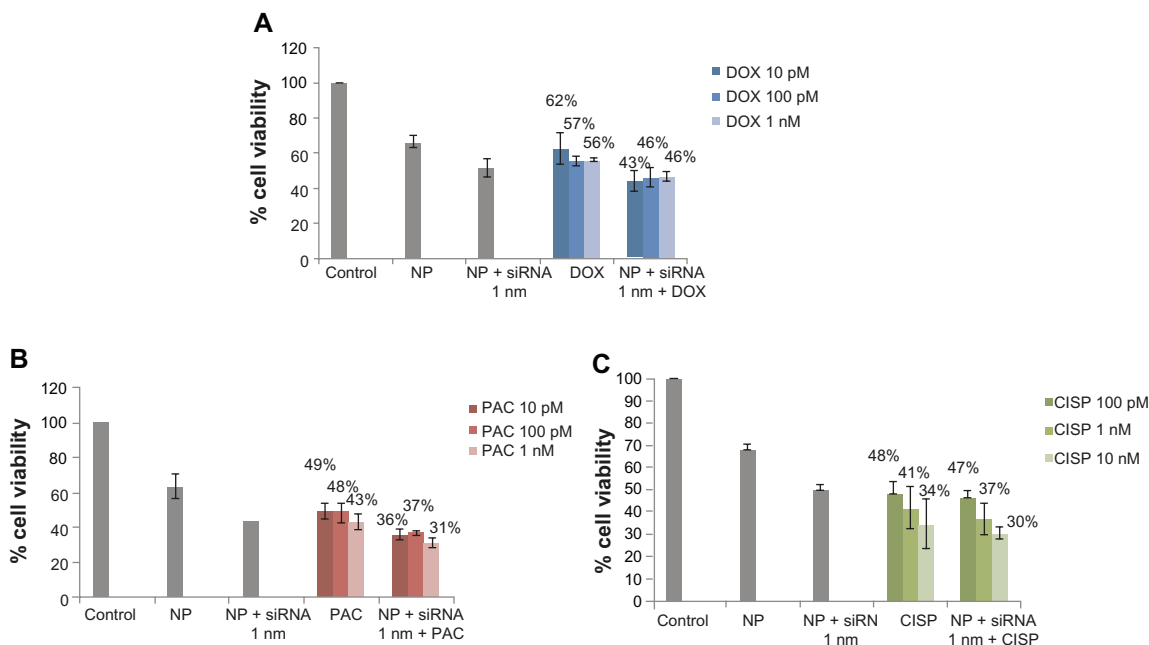 A
120
100
80
60
40
20
0
% cell viability
62%
57%
56%
43%
46%
46%
Control
NP
NP + siRNA
1 nm
DOX
NP + siRNA
1 nm + DOX
DOX 10 pM
DOX 100 pM
DOX 1 nM
B
120
100
80
60
40
20
0
% cell viability
49%
48%
43%
36%
37%
31%
Control
NP
NP + siRNA
1 nm
PAC
NP + siRNA
1 nm + PAC
PAC 10 pM
PAC 100 pM
PAC 1 nM
C
100
90
80
70
60
50
40
30
20
10
0
% cell viability
48%
41%
34%
47%
37%
30%
Control
NP
NP + siRN
1 nm
CISP
NP + siRNA
1 nm + CISP
CISP 100 pM
CISP 1 nM
CISP 10 nM